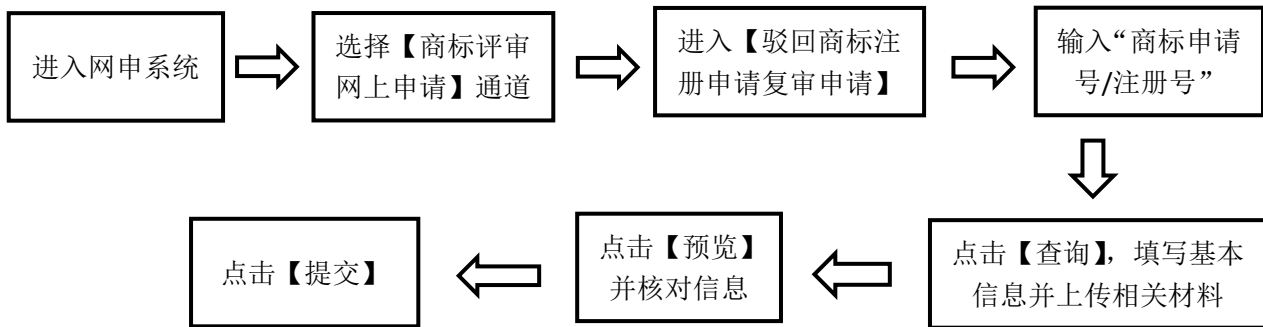 进入网申系统
选择【商标评审
网上申请】通道
进入【驳回商标注
册申请复审申请】
输入“商标申请
号/注册号”
点击【查询】，填写基本
信息并上传相关材料
点击【预览】
并核对信息
点击【提交】